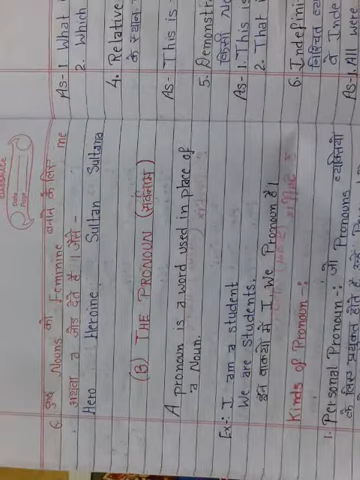 6. कुछ Nouns को Feminine बनाने के लिए ine
अथवा a जोड़ देते हैं। जैसे -
Hero Heroine Sultan Sultana
(B) THE PRONOUN (सर्वनाम)
A pronoun is a word used in place of
a Noun.
Ex-: I am a student
We are students.
इन वाक्यों में I, We Pronoun है।
Kinds of Pronoun -:
1. Personal Pronoun -: जो Pronouns व्यक्तियों
के लिए प्रयुक्त होते हैं उन्हें
As-1 What i
2. Which
4. Relative
के स्थान
As- This is
5. Demonstr
किसी
As- 1. This is
2. That i
6. Indefini
निश्चित व्य
वे Inde
As-1. All were